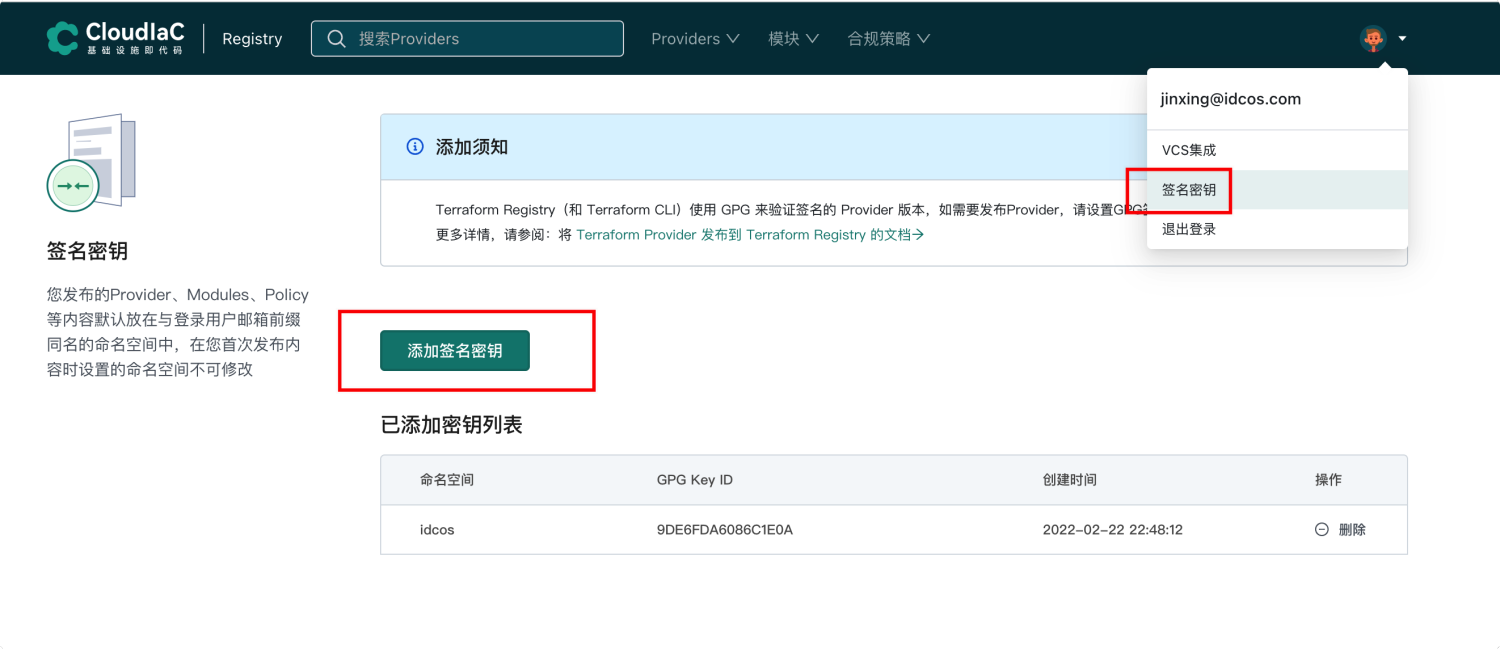 CloudIaC
基础设施即代码
Registry
搜索Providers
Providers
模块
合规策略
jinxing@idcos.com
VCS集成
签名密钥
退出登录
签名密钥
您发布的Provider、Modules、Policy
等内容默认放在与登录用户邮箱前缀
同名的命名空间中，在您首次发布内
容时设置的命名空间不可修改
添加须知
Terraform Registry（和 Terraform CLI）使用 GPG 来验证签名的 Provider 版本，如需要发布Provider，请设置GPG
更多详情，请参阅：将 Terraform Provider 发布到 Terraform Registry 的文档→
添加签名密钥
已添加密钥列表
命名空间 GPG Key ID 创建时间 操作
idcos 9DE6FDA6086C1E0A 2022-02-22 22:48:12 删除